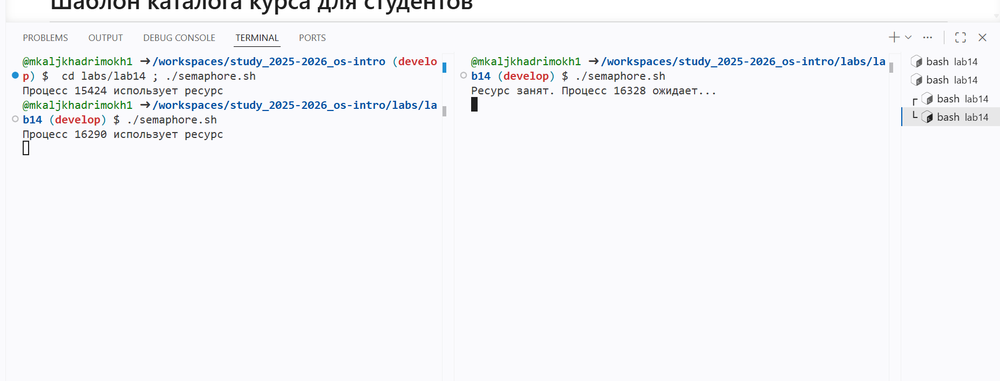 Шаблон каталога курса для студентов
PROBLEMS OUTPUT DEBUG CONSOLE TERMINAL PORTS
@mkaljkhadrimokh1 ➜/workspaces/study_2025-2026_os-intro (develo
p) $  cd labs/lab14 ; ./semaphore.sh
Процесс 15424 использует ресурс
@mkaljkhadrimokh1 ➜/workspaces/study_2025-2026_os-intro/labs/la
b14 (develop) $ ./semaphore.sh
Процесс 16290 использует ресурс
@mkaljkhadrimokh1 ➜/workspaces/study_2025-2026_os-intro/labs/la
b14 (develop) $ ./semaphore.sh
Ресурс занят. Процесс 16328 ожидает...
bash lab14
bash lab14
bash lab14
bash lab14